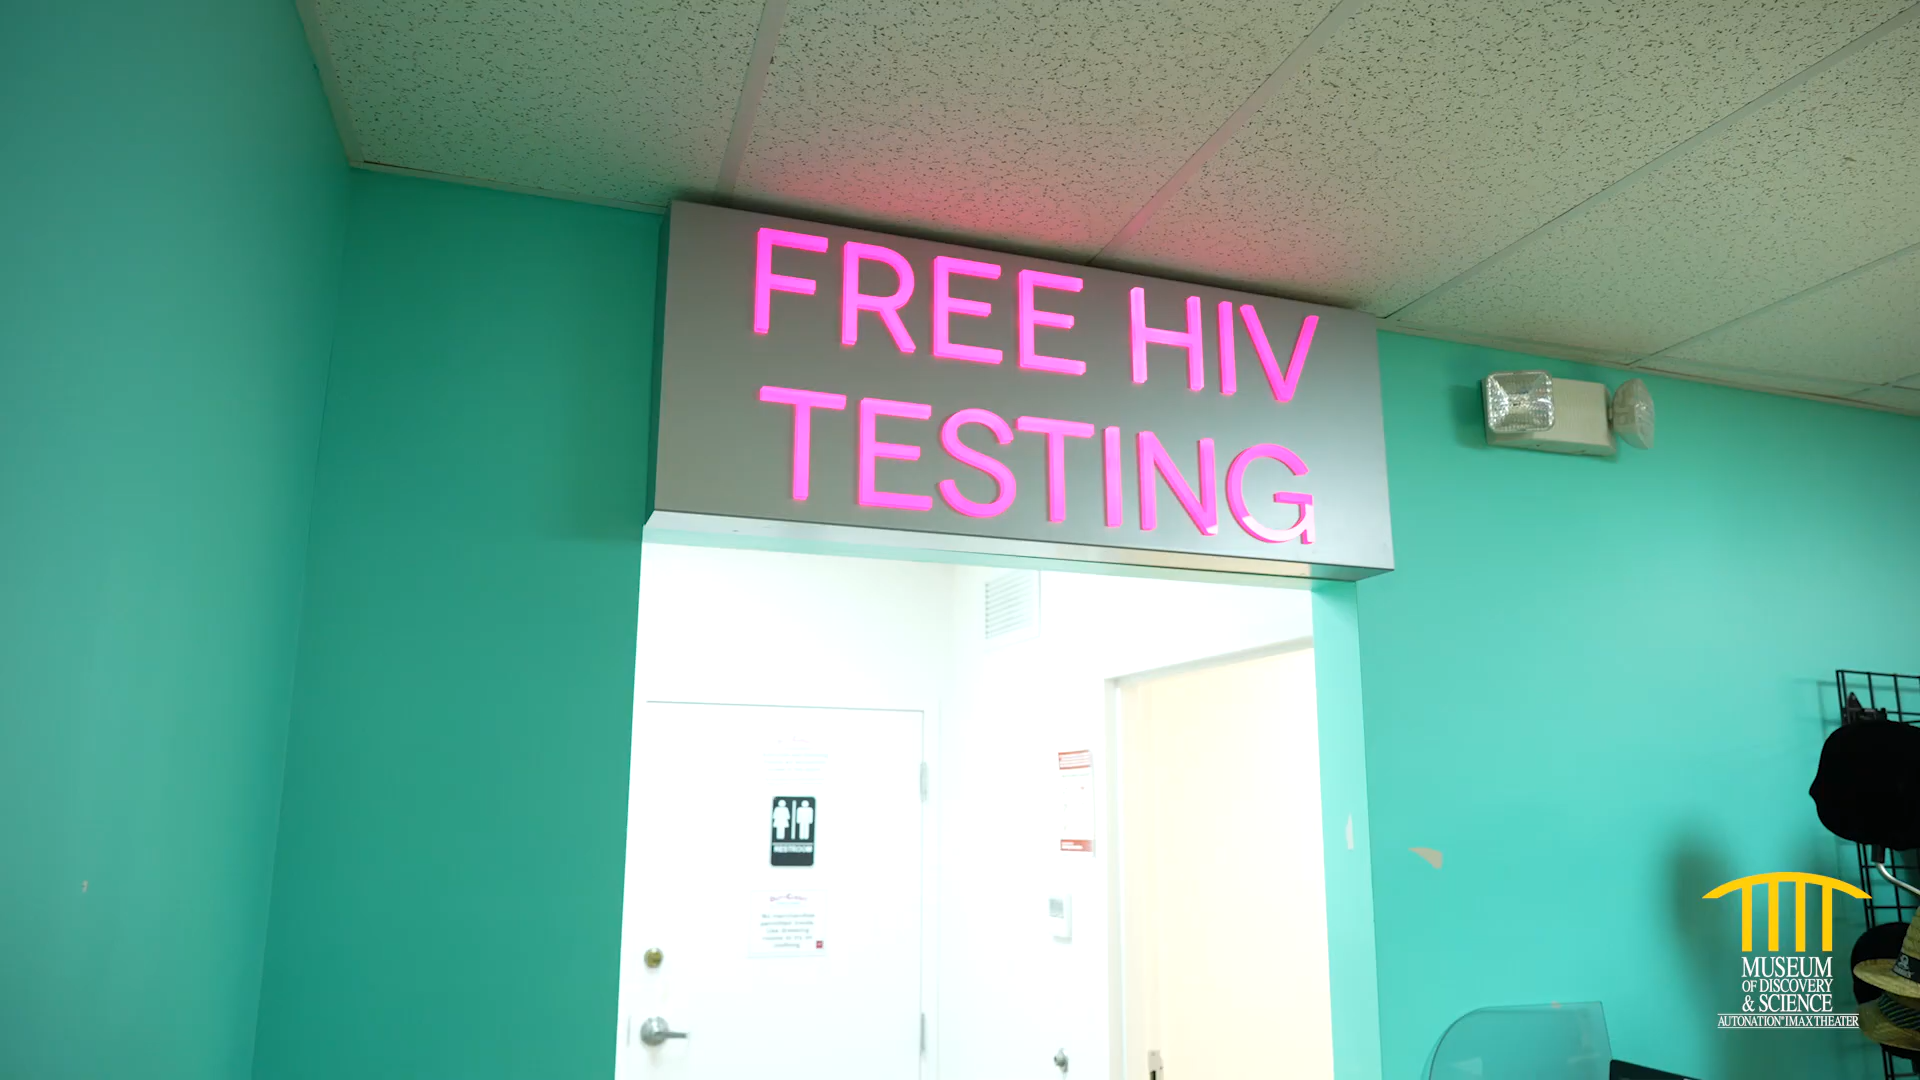 FREE HIV
TESTING
RESTROOM
MUSEUM
OF DISCOVERY
& SCIENCE
AUTONATION® IMAX THEATER